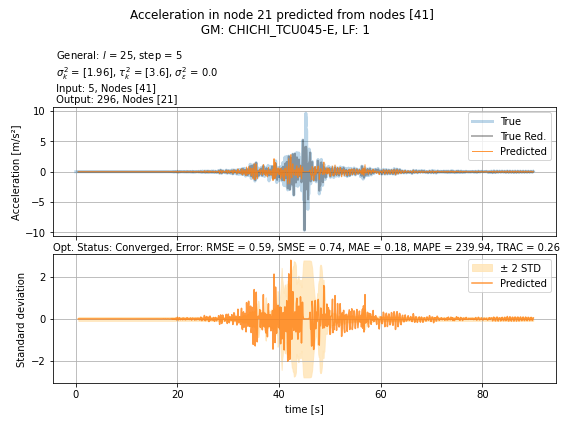 Acceleration in node 21 predicted from nodes [41]
GM: CHICHI_TCU045-E, LF: 1
General: l = 25, step = 5
σ²ₖ = [1.96], τ²ₖ = [3.6], σ²ε = 0.0
Input: 5, Nodes [41]
Output: 296, Nodes [21]
Acceleration [m/s²]
10
5
0
−5
−10
True
True Red.
Predicted
Opt. Status: Converged, Error: RMSE = 0.59, SMSE = 0.74, MAE = 0.18, MAPE = 239.94, TRAC = 0.26
Standard deviation
2
0
−2
± 2 STD
Predicted
0 20 40 60 80
time [s]